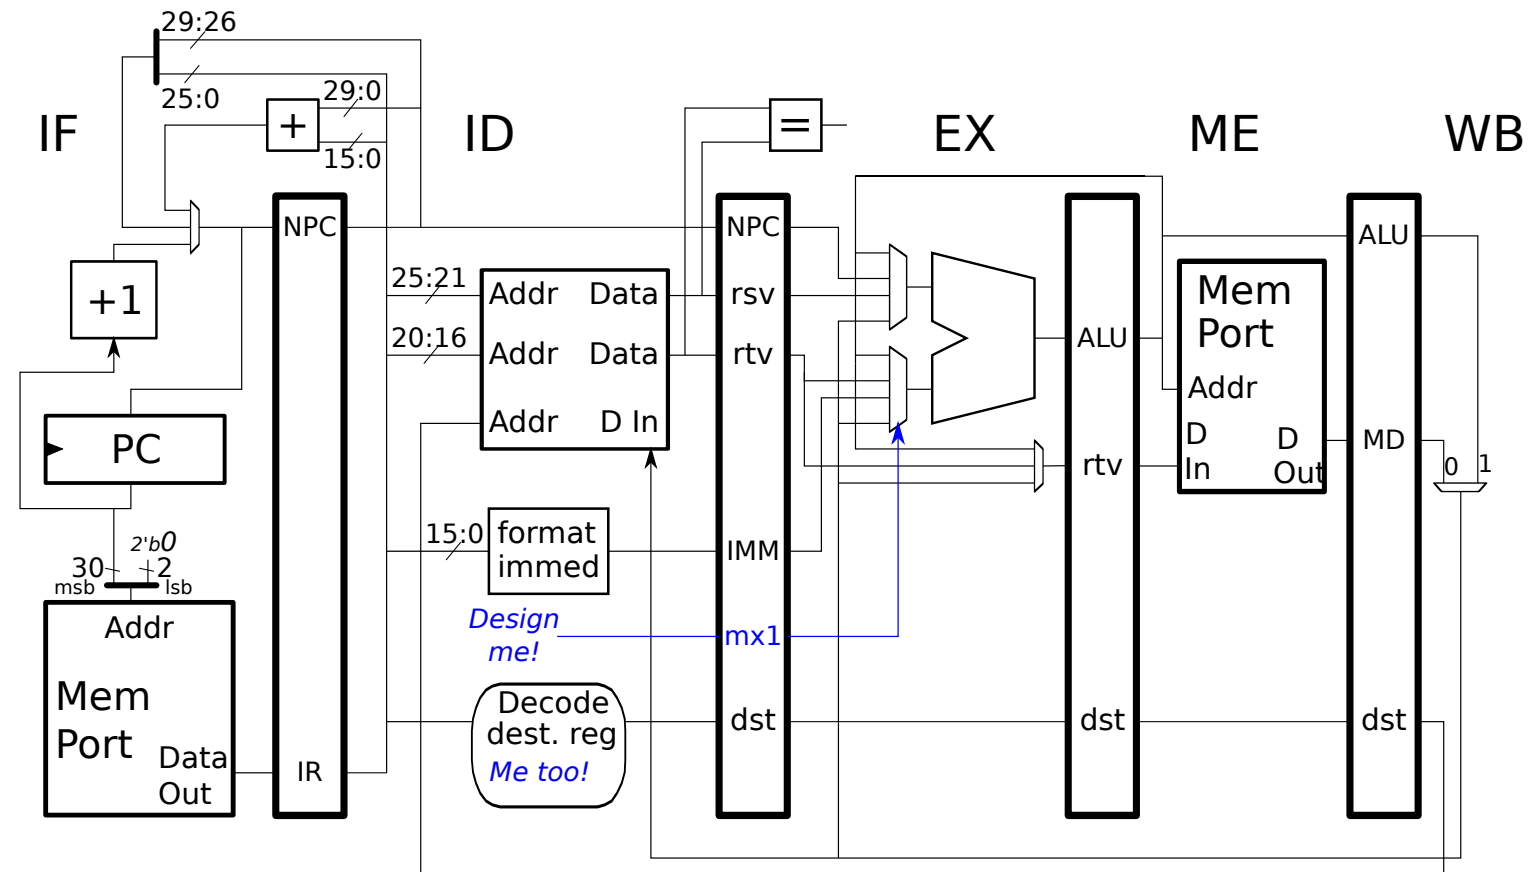 29:26
25:0
29:0
15:0
+
=
IF
ID
EX
ME
WB
NPC
NPC
+1
25:21
Addr
Data
rsv
20:16
Addr
Data
rtv
Addr
D In
ALU
Mem
Port
Addr
D
In
D
Out
ALU
MD
0
1
PC
rtv
2'b0
30
2
msb
lsb
15:0
format
immed
IMM
Addr
Mem
Port
Data
Out
IR
Design
me!
mx1
Decode
dest. reg
Me too!
dst
dst
dst